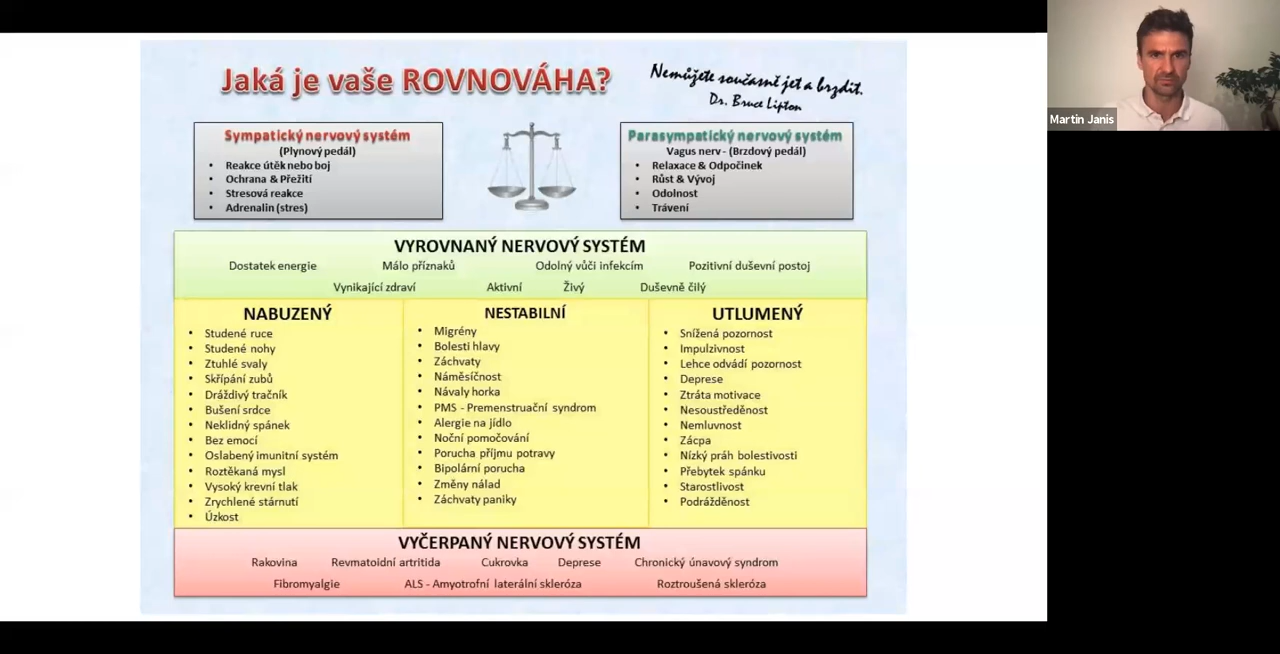 Jaká je vaše ROVNOVÁHA?
Nemůžete současně jet a brzdit.
Dr. Bruce Lipton
Martin Janis
Sympatický nervový systém
(Plynový pedál)
• Reakce útěk nebo boj
• Ochrana & Přežití
• Stresová reakce
• Adrenalin (stres)
Parasympatický nervový systém
Vagus nerv - (Brzdový pedál)
• Relaxace & Odpočinek
• Růst & Vývoj
• Odolnost
• Trávení
VYROVNANÝ NERVOVÝ SYSTÉM
Dostatek energie Málo příznaků Odolný vůči infekcím Pozitivní duševní postoj
Vynikající zdraví Aktivní Živý Duševně čilý
NABUZENÝ
• Studené ruce
• Studené nohy
• Ztuhlé svaly
• Skřípání zubů
• Dráždivý tračník
• Bušení srdce
• Neklidný spánek
• Bez emocí
• Oslabený imunitní systém
• Roztěkaná mysl
• Vysoký krevní tlak
• Zrychlené stárnutí
• Úzkost
NESTABILNÍ
• Migrény
• Bolesti hlavy
• Záchvaty
• Náměsíčnost
• Návaly horka
• PMS - Premenstruační syndrom
• Alergie na jídlo
• Noční pomočování
• Porucha příjmu potravy
• Bipolární porucha
• Změny nálad
• Záchvaty paniky
UTLUMENÝ
• Snížená pozornost
• Impulzivnost
• Lehce odvádí pozornost
• Deprese
• Ztráta motivace
• Nesoustředěnost
• Nemluvnost
• Zácpa
• Nízký práh bolestivosti
• Přebytek spánku
• Starostlivost
• Podrážděnost
VYČERPANÝ NERVOVÝ SYSTÉM
Rakovina Revmatoidní artritida Cukrovka Deprese Chronický únavový syndrom
Fibromyalgie ALS - Amyotrofní laterální skleróza Roztroušená skleróza